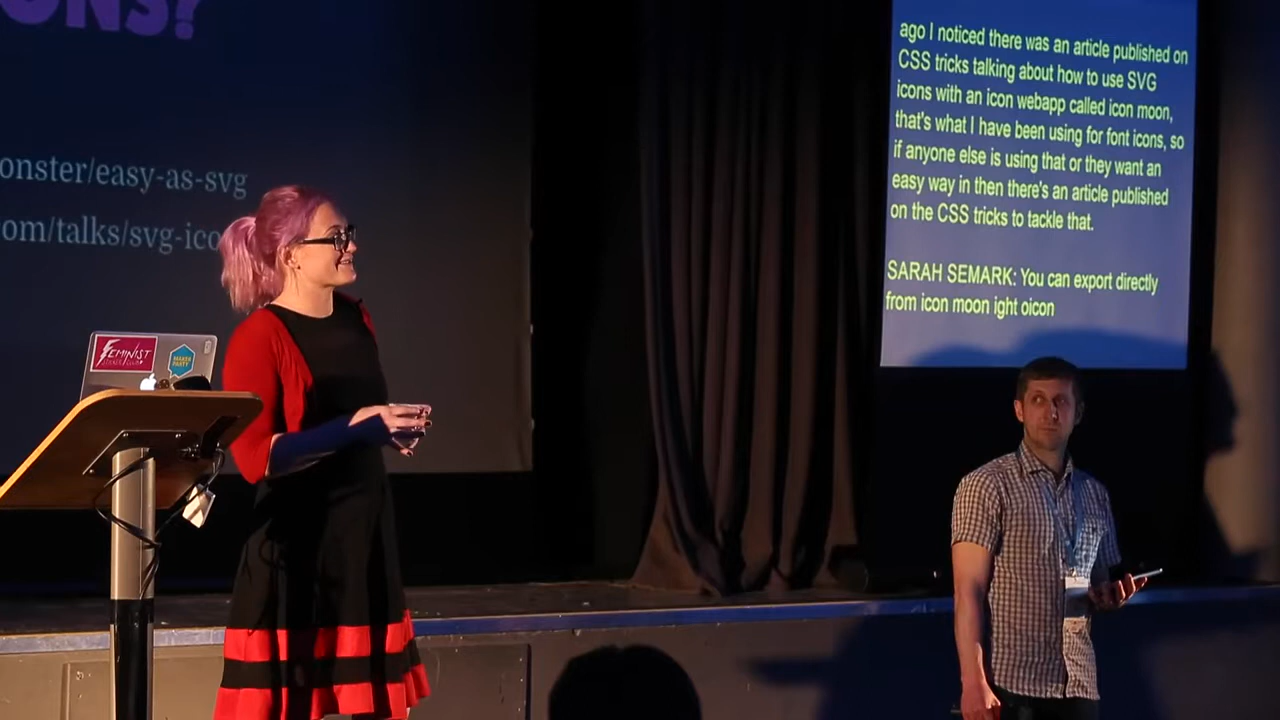 ONS?
onster/easy-as-svg
om/talks/svg-ico
FEMINIST
MAKER
PARTY
ago I noticed there was an article published on
CSS tricks talking about how to use SVG
icons with an icon webapp called icon moon,
that's what I have been using for font icons, so
if anyone else is using that or they want an
easy way in then there's an article published
on the CSS tricks to tackle that.
SARAH SEMARK: You can export directly
from icon moon ight oicon